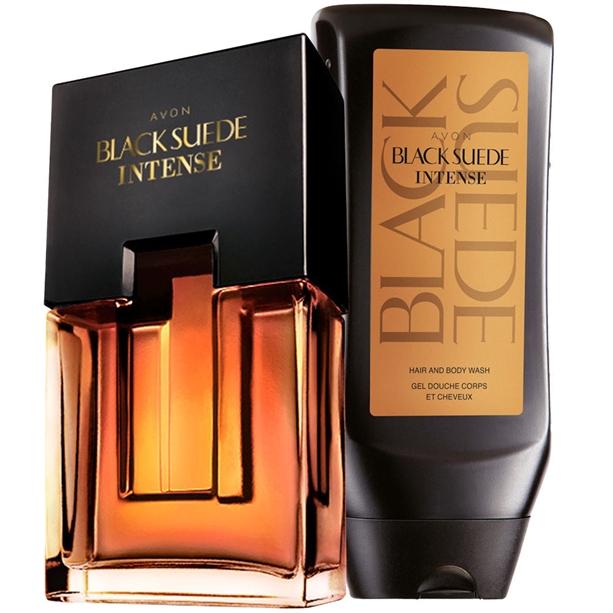 AVON
BLACK SUEDE
INTENSE
BLACK
SUEDE
AVON
BLACK SUEDE
INTENSE
HAIR AND BODY WASH
GEL DOUCHE CORPS
ET CHEVEUX